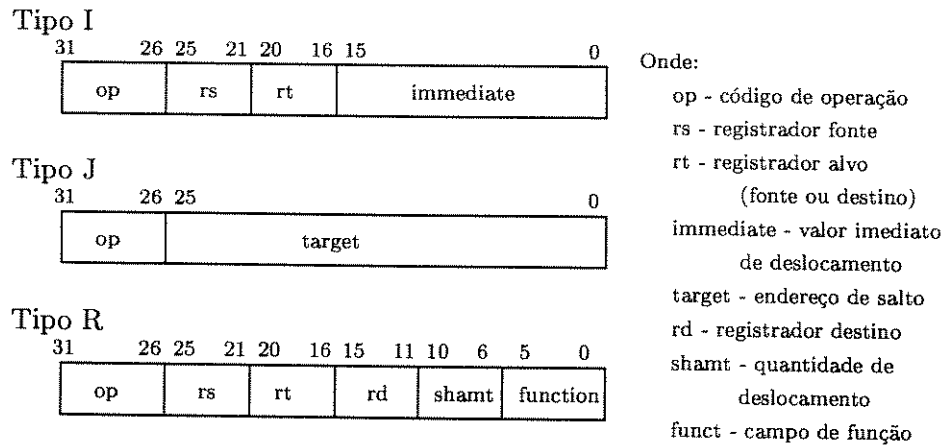 Tipo I
31 26 25 21 20 16 15 0
op rs rt immediate
Tipo J
31 26 25 0
op target
Tipo R
31 26 25 21 20 16 15 11 10 6 5 0
op rs rt rd shamt function
Onde:
op - código de operação
rs - registrador fonte
rt - registrador alvo
(fonte ou destino)
immediate - valor imediato
de deslocamento
target - endereço de salto
rd - registrador destino
shamt - quantidade de
deslocamento
funct - campo de função